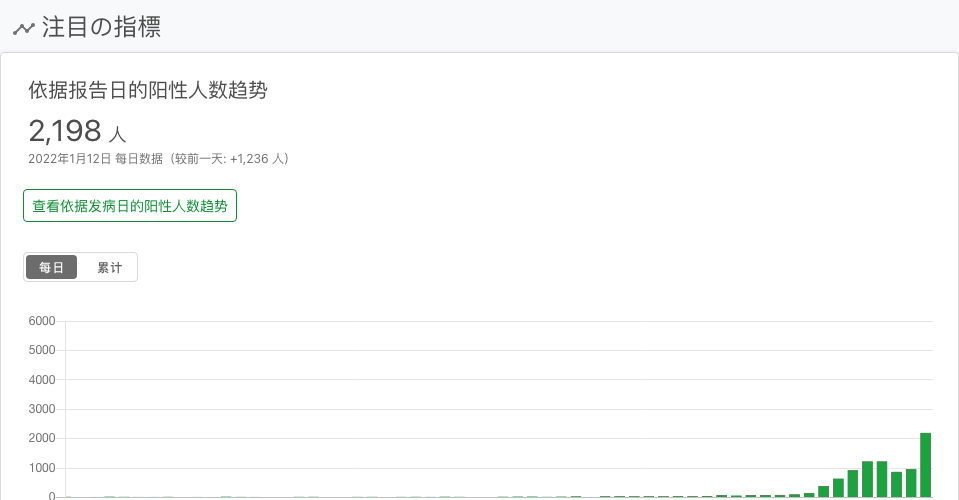 注目の指標
依据报告日的阳性人数趋势
2,198 人
2022年1月12日 每日数据（较前一天: +1,236 人）
查看依据发病日的阳性人数趋势
每日 累计
6000
5000
4000
3000
2000
1000
0